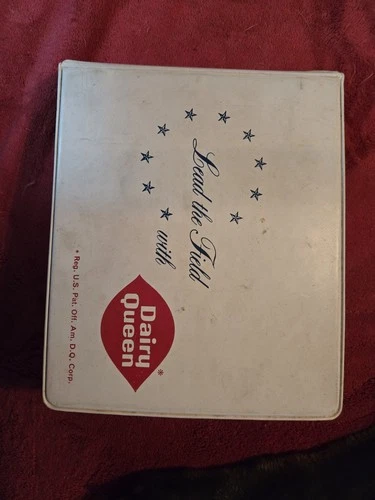 Lead the Field
with
Dairy
Queen*
* Reg. U.S. Pat. Off. Am. D.Q. Corp.